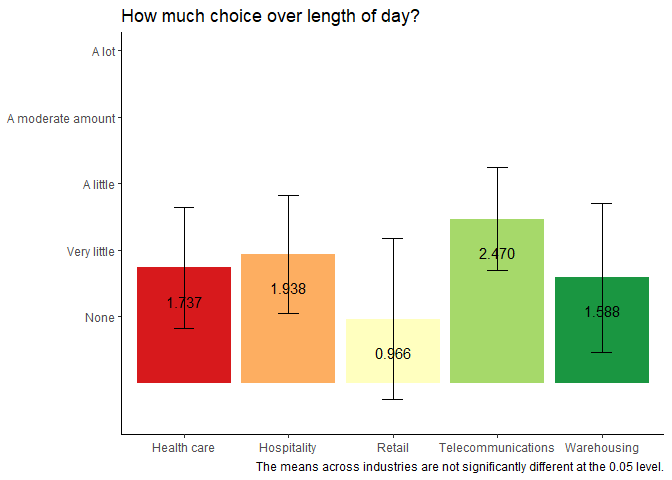 How much choice over length of day?
A lot
A moderate amount
A little
Very little
None
1.737
1.938
0.966
2.470
1.588
Health care
Hospitality
Retail
Telecommunications
Warehousing
The means across industries are not significantly different at the 0.05 level.